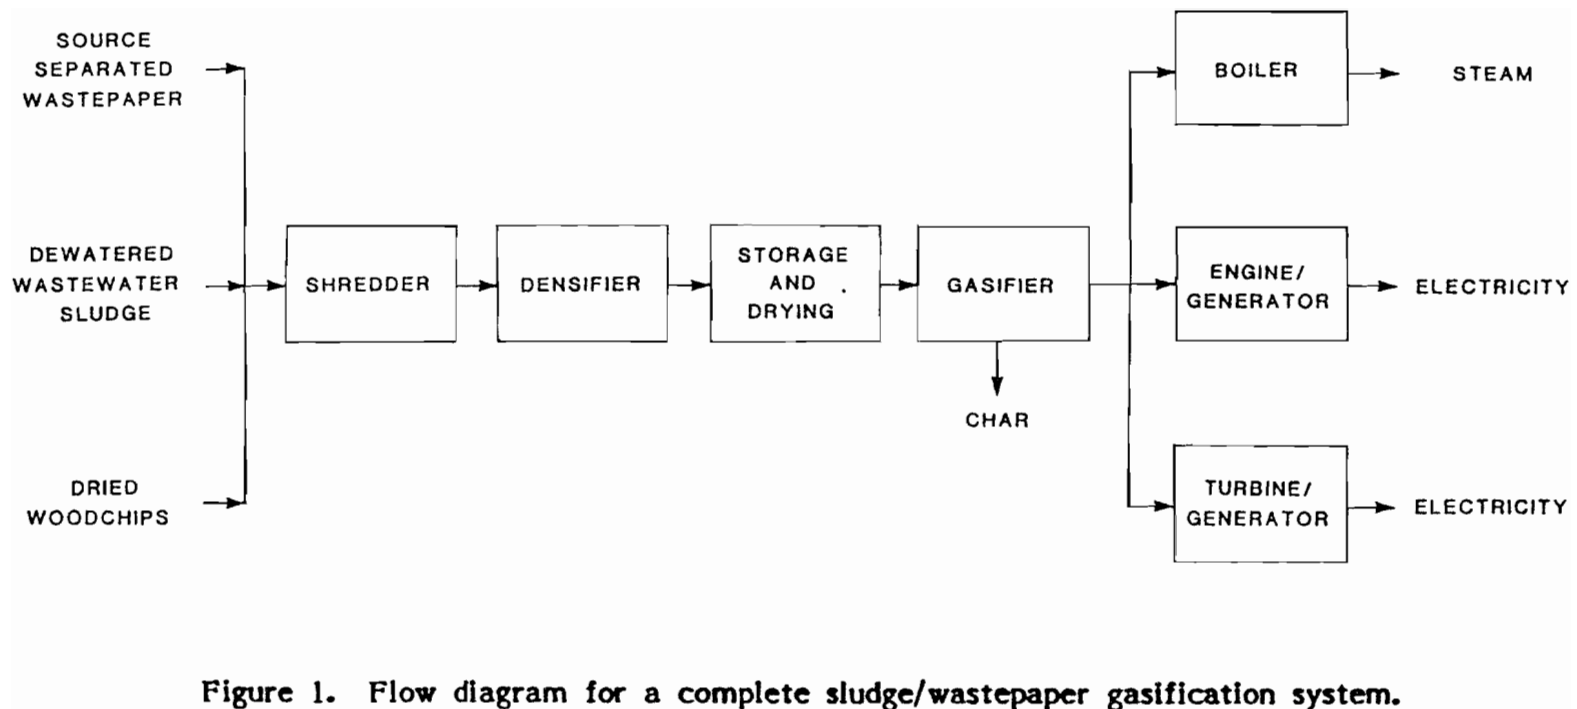 SOURCE
SEPARATED
WASTEPAPER
DEWATERED
WASTEWATER
SLUDGE
DRIED
WOODCHIPS
SHREDDER
DENSIFIER
STORAGE
AND
DRYING
GASIFIER
CHAR
BOILER
STEAM
ENGINE/
GENERATOR
ELECTRICITY
TURBINE/
GENERATOR
ELECTRICITY
Figure 1. Flow diagram for a complete sludge/wastepaper gasification system.